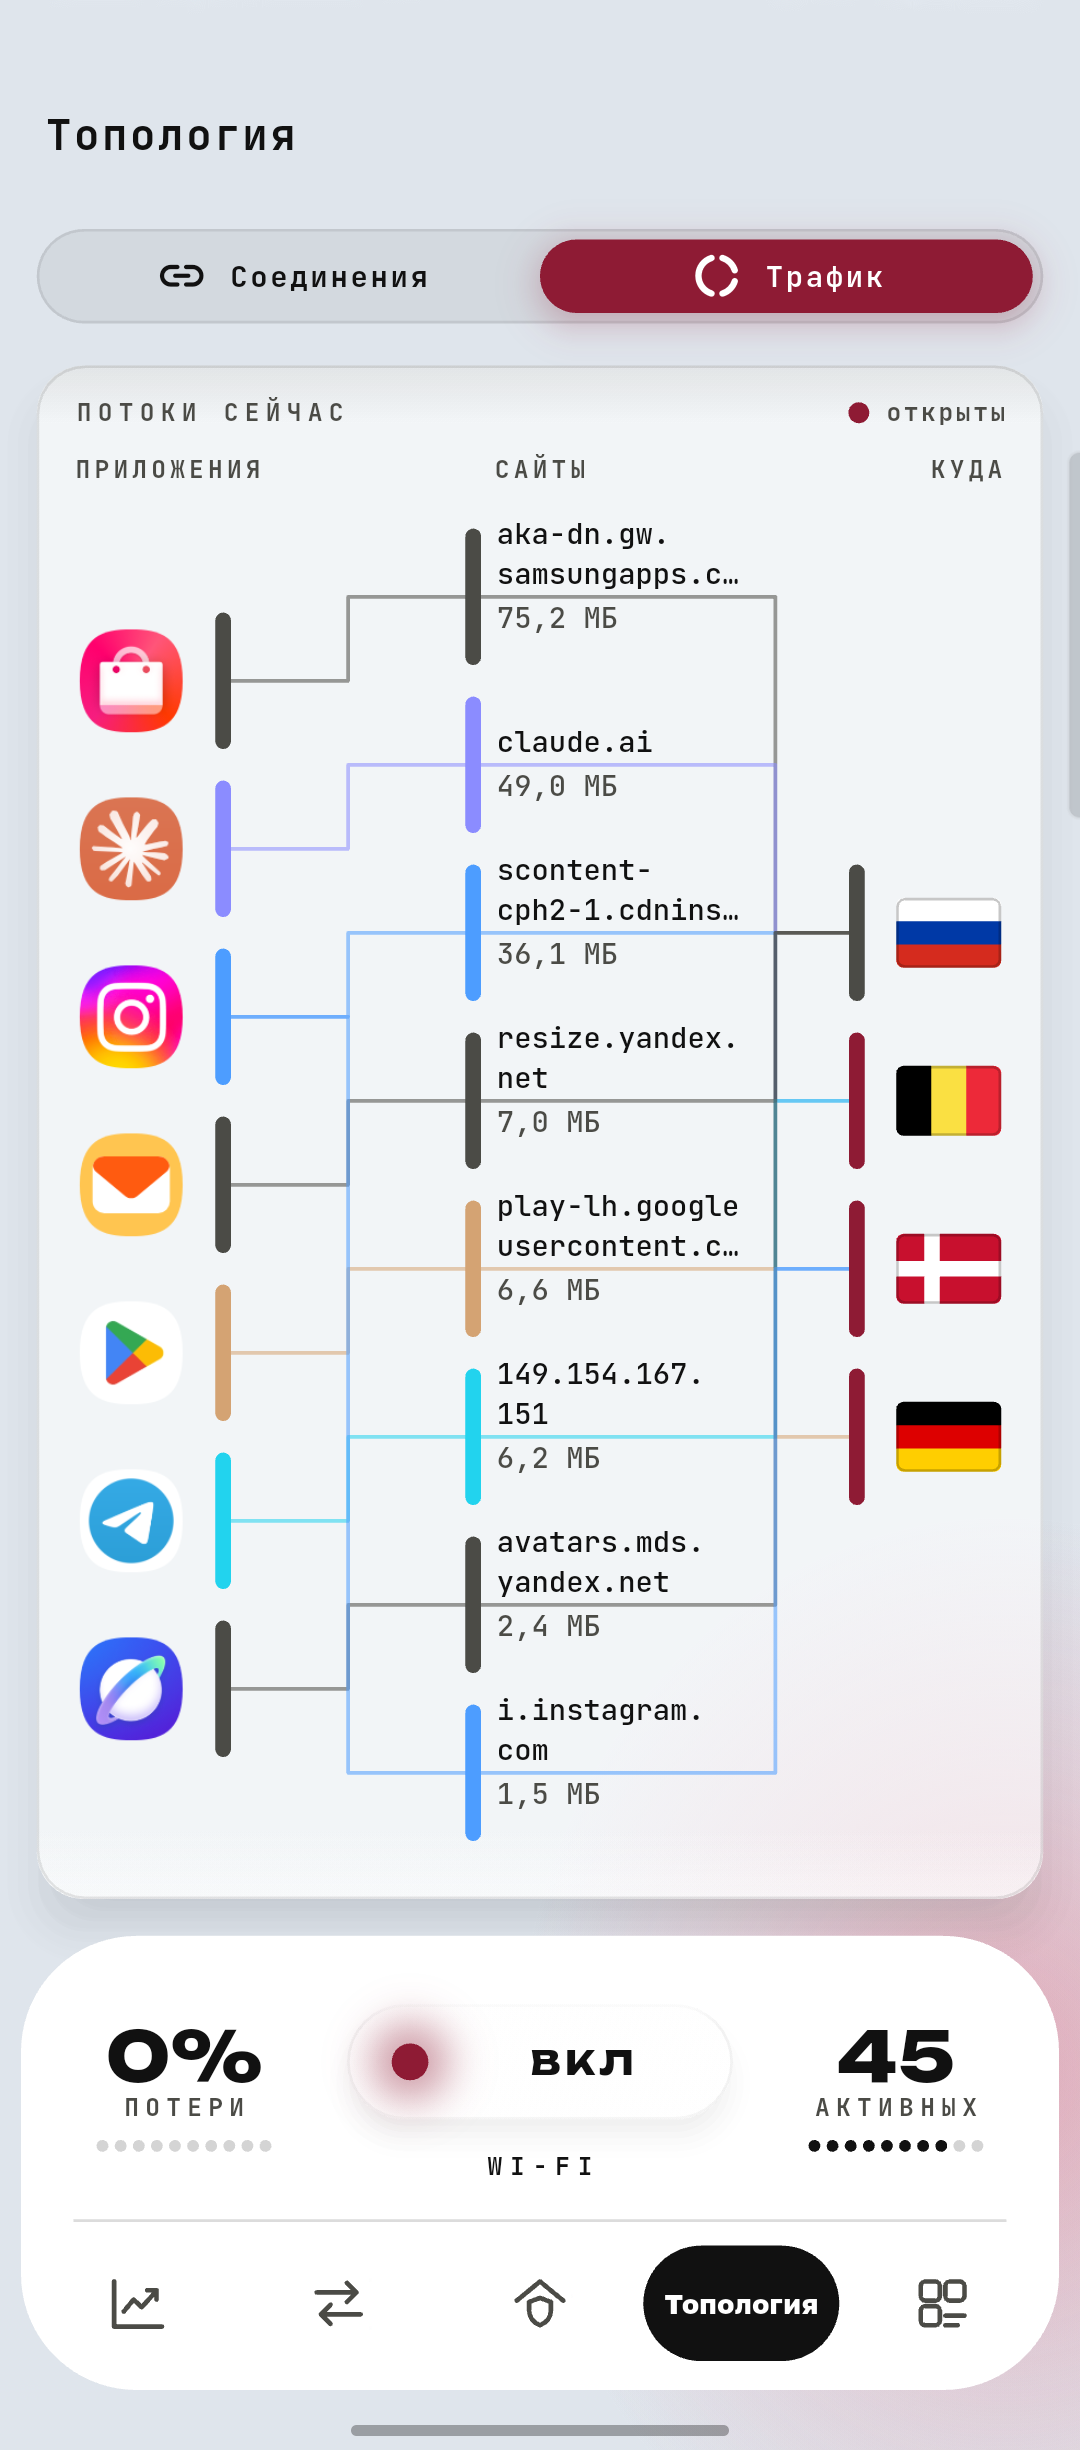 Топология
Соединения
Трафик
ПОТОКИ СЕЙЧАС
открыты
ПРИЛОЖЕНИЯ
САЙТЫ
КУДА
aka-dn.gw.
samsungapps.c…
75,2 МБ
claude.ai
49,0 МБ
scontent-
cph2-1.cdnins…
36,1 МБ
resize.yandex.
net
7,0 МБ
play-lh.google
usercontent.c…
6,6 МБ
149.154.167.
151
6,2 МБ
avatars.mds.
yandex.net
2,4 МБ
i.instagram.
com
1,5 МБ
0%
ПОТЕРИ
ВКЛ
WI-FI
45
АКТИВНЫХ
Топология